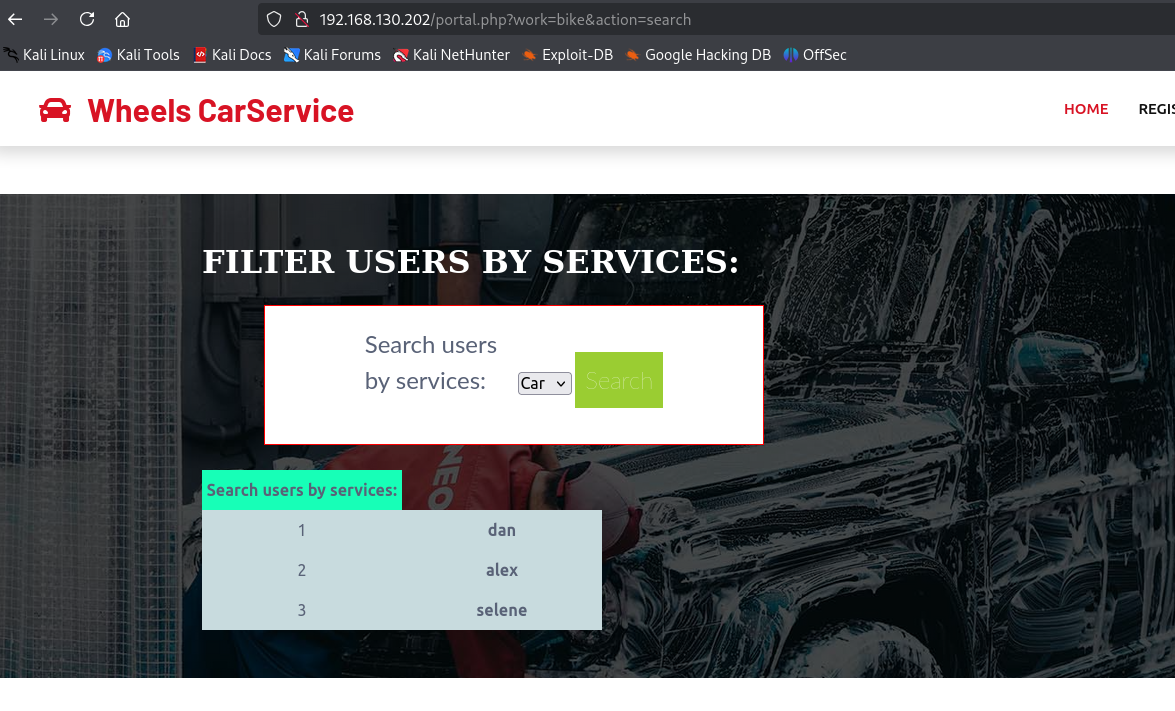 192.168.130.202/portal.php?work=bike&action=search
Kali Linux Kali Tools Kali Docs Kali Forums Kali NetHunter Exploit-DB Google Hacking DB OffSec
Wheels CarService HOME REGIS
FILTER USERS BY SERVICES:
Search users
by services: Car Search
NEO
Search users by services:
1 dan
2 alex
3 selene